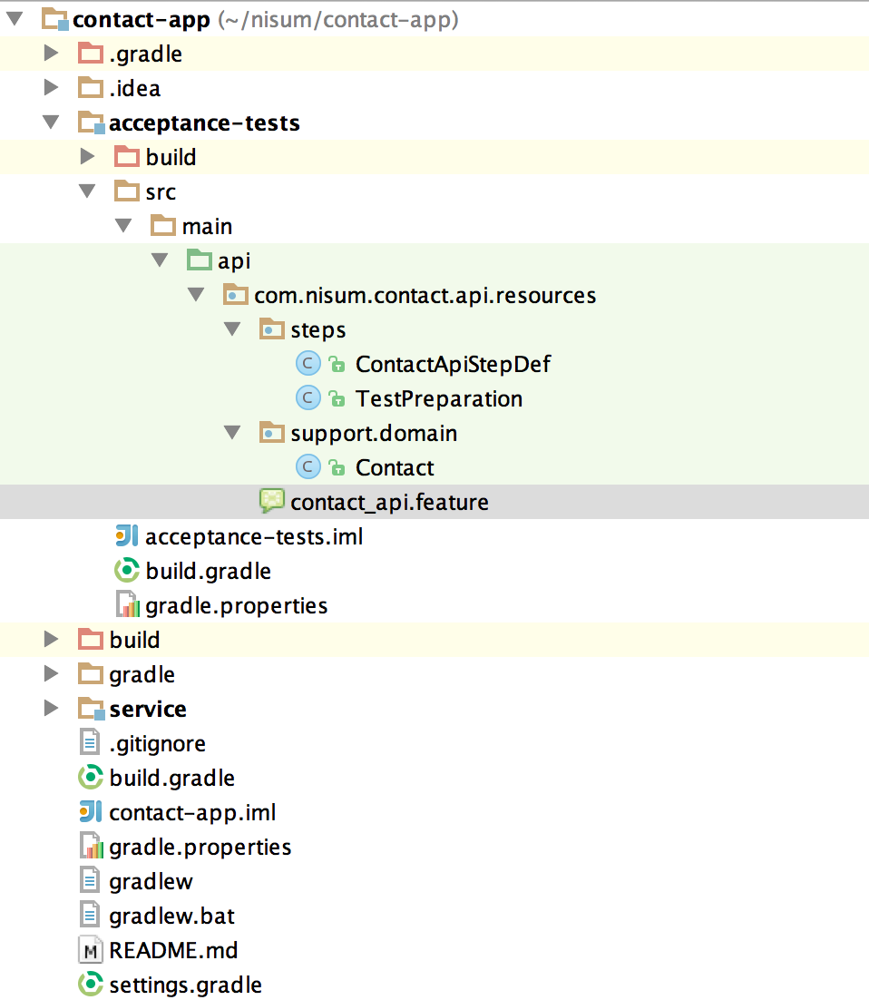 contact-app (~/nisum/contact-app)
.gradle
.idea
acceptance-tests
build
src
main
api
com.nisum.contact.api.resources
steps
C ContactApiStepDef
C TestPreparation
support.domain
C Contact
contact_api.feature
acceptance-tests.iml
build.gradle
gradle.properties
build
gradle
service
.gitignore
build.gradle
contact-app.iml
gradle.properties
gradlew
gradlew.bat
README.md
settings.gradle